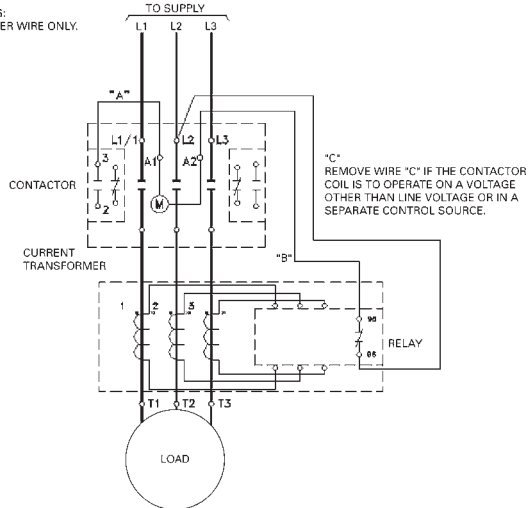 S:
ER WIRE ONLY.
TO SUPPLY
L1 L2 L3
"A"
L1/1 L2 L3
3 A1 A2
CONTACTOR
2 M
"C"
REMOVE WIRE "C" IF THE CONTACTOR
COIL IS TO OPERATE ON A VOLTAGE
OTHER THAN LINE VOLTAGE OR IN A
SEPARATE CONTROL SOURCE.
CURRENT
TRANSFORMER
"B"
1 2 3
RELAY
T1 T2 T3
LOAD